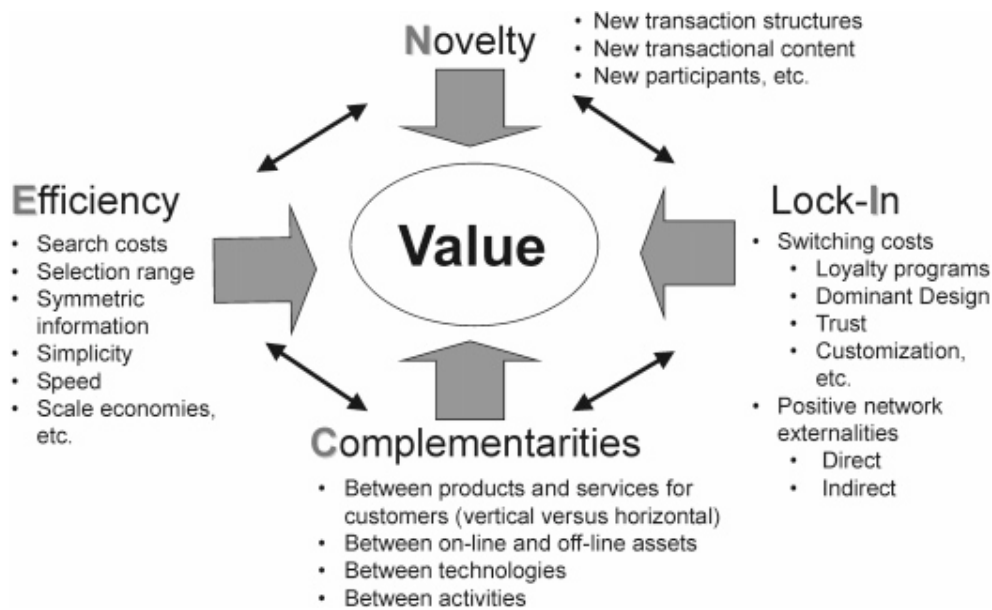 Novelty
• New transaction structures
• New transactional content
• New participants, etc.
Efficiency
• Search costs
• Selection range
• Symmetric
information
• Simplicity
• Speed
• Scale economies,
etc.
Value
Lock-In
• Switching costs
• Loyalty programs
• Dominant Design
• Trust
• Customization,
etc.
• Positive network
externalities
• Direct
• Indirect
Complementarities
• Between products and services for
customers (vertical versus horizontal)
• Between on-line and off-line assets
• Between technologies
• Between activities